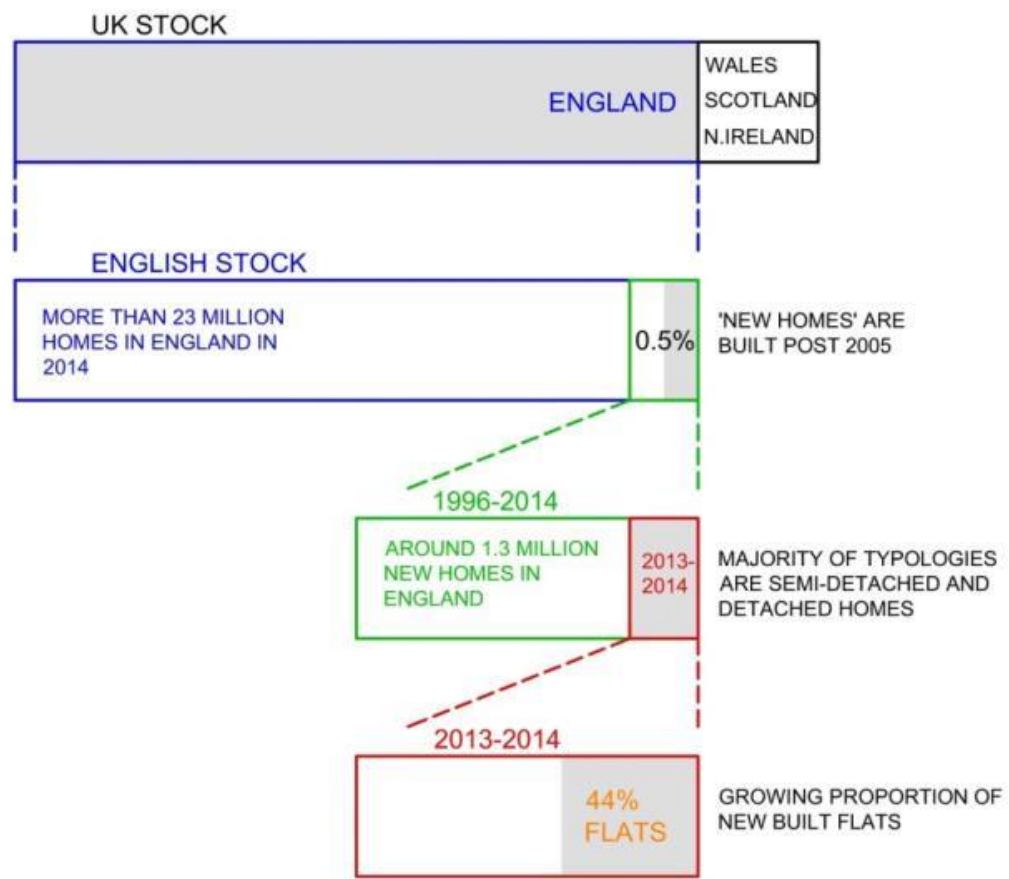 UK STOCK
ENGLAND
WALES
SCOTLAND
N.IRELAND
ENGLISH STOCK
MORE THAN 23 MILLION
HOMES IN ENGLAND IN
2014
0.5%
'NEW HOMES' ARE
BUILT POST 2005
1996-2014
AROUND 1.3 MILLION
NEW HOMES IN
ENGLAND
2013-
2014
MAJORITY OF TYPOLOGIES
ARE SEMI-DETACHED AND
DETACHED HOMES
2013-2014
44%
FLATS
GROWING PROPORTION OF
NEW BUILT FLATS